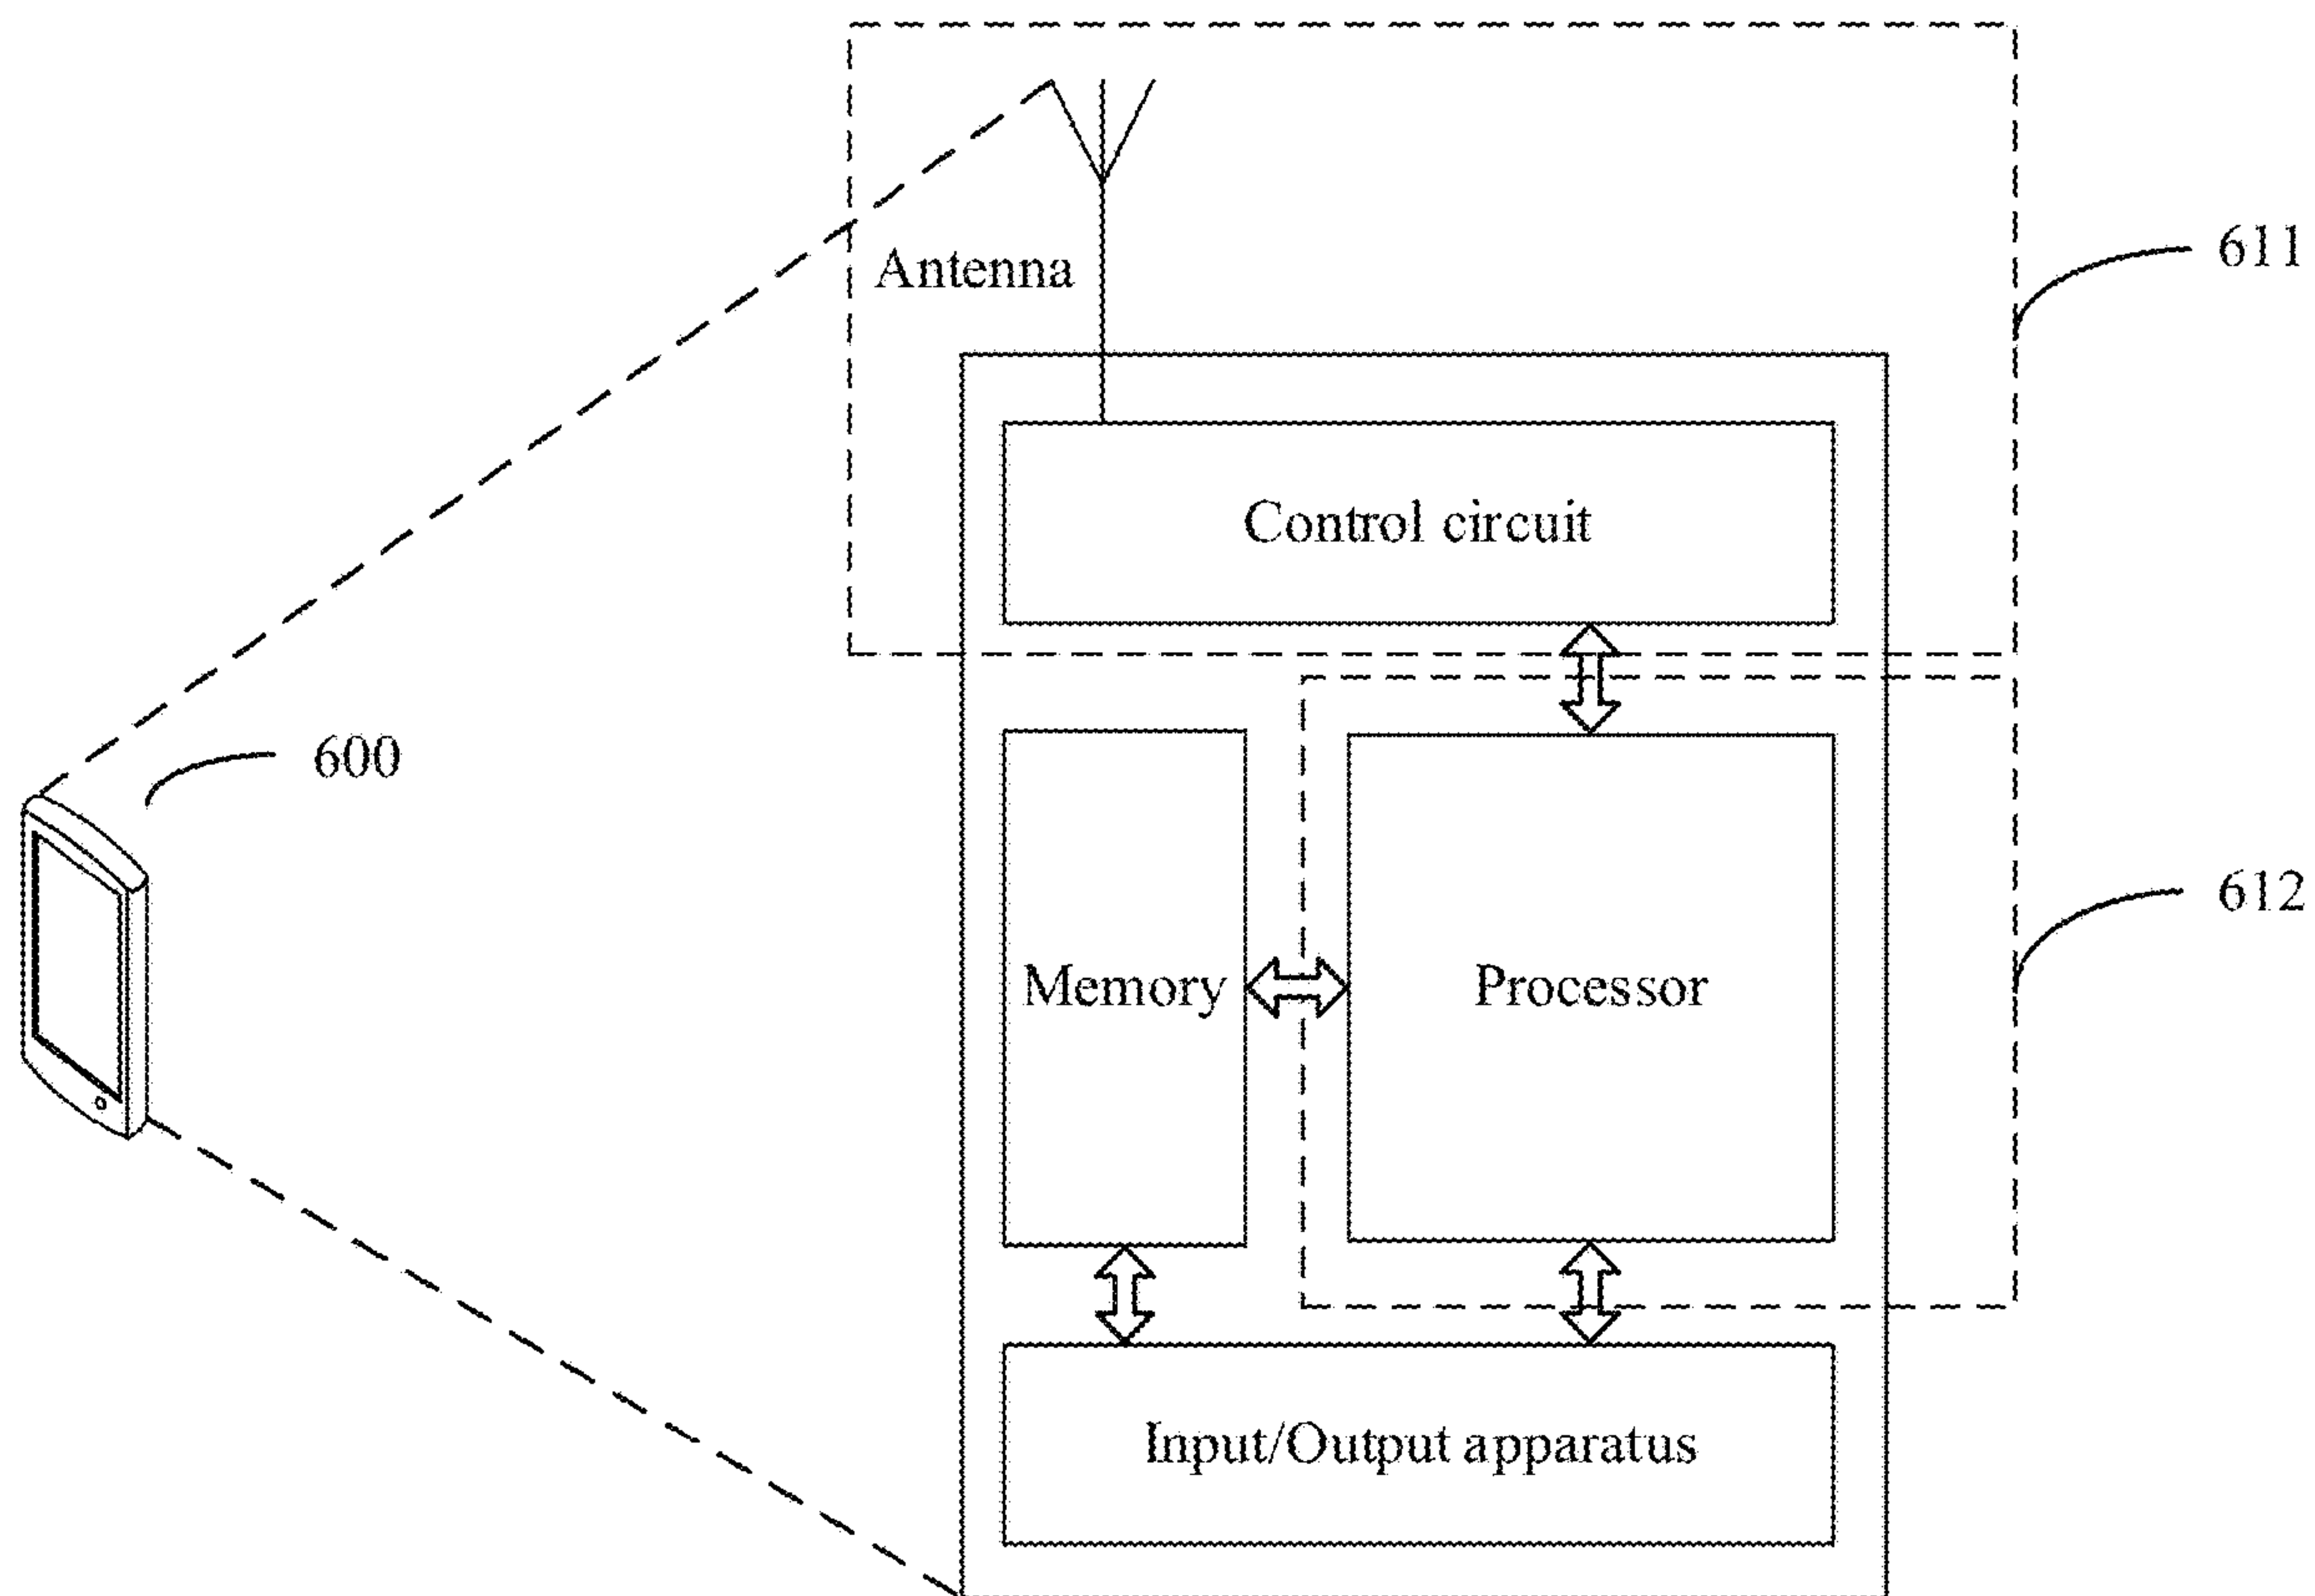 611
Antenna
Control circuit
600
612
Memory
Processor
Input/Output apparatus